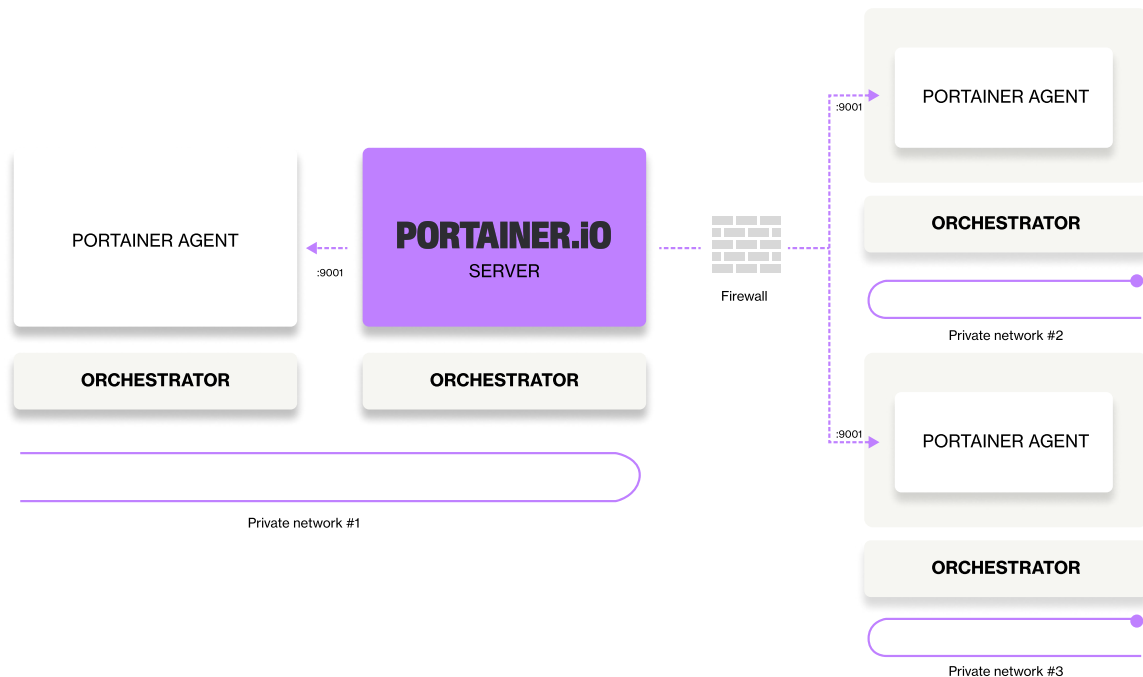 PORTAINER AGENT
:9001
PORTAINER.iO
SERVER
ORCHESTRATOR
ORCHESTRATOR
Private network #1
Firewall
:9001
PORTAINER AGENT
ORCHESTRATOR
Private network #2
:9001
PORTAINER AGENT
ORCHESTRATOR
Private network #3